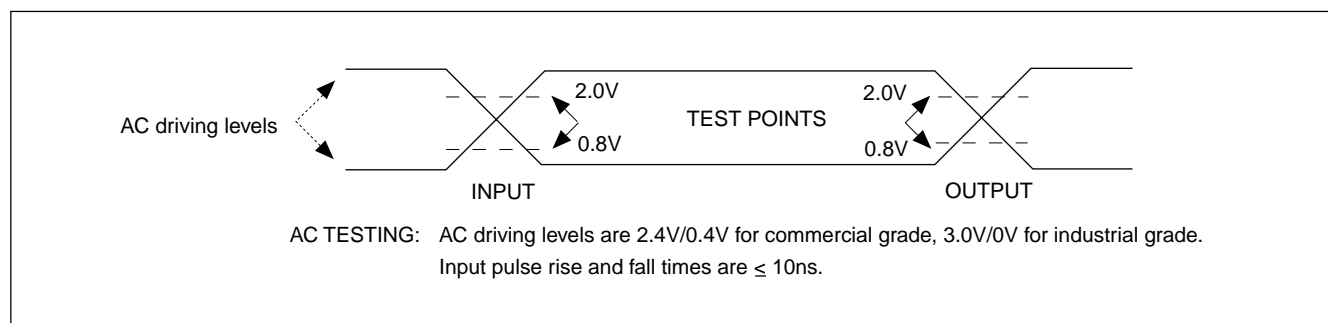 2.0V
2.0V
AC driving levels
TEST POINTS
0.8V
0.8V
INPUT
OUTPUT
AC TESTING: AC driving levels are 2.4V/0.4V for commercial grade, 3.0V/0V for industrial grade.
Input pulse rise and fall times are ≤ 10ns.